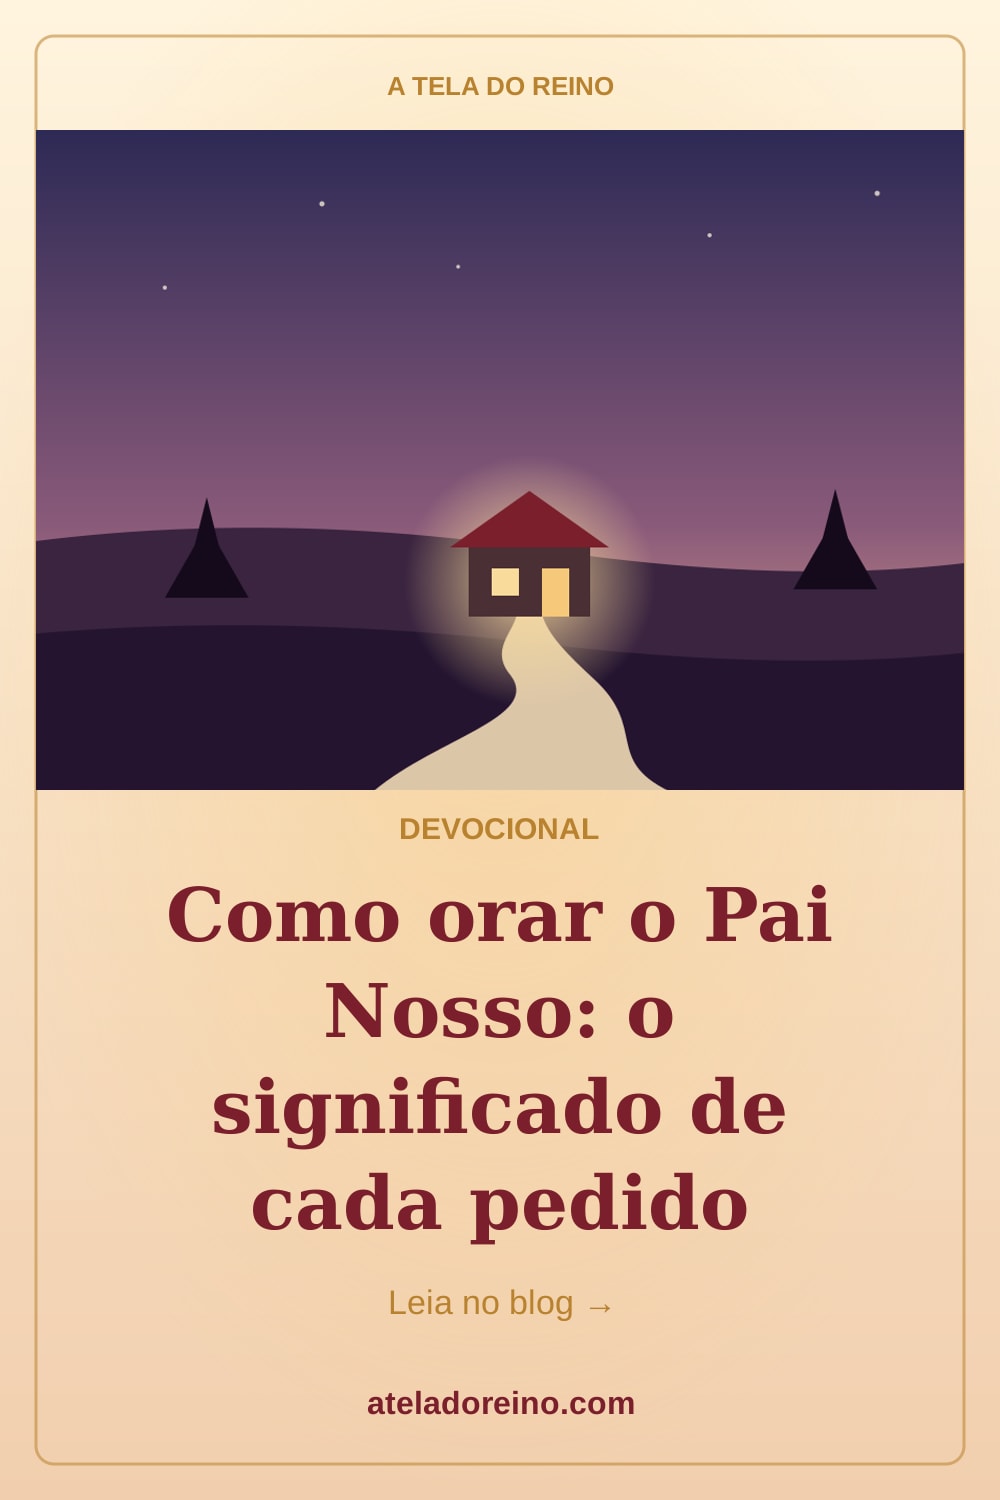 A TELA DO REINO
DEVOCIONAL
Como orar o Pai
Nosso: o
significado de
cada pedido
Leia no blog →
ateladoreino.com